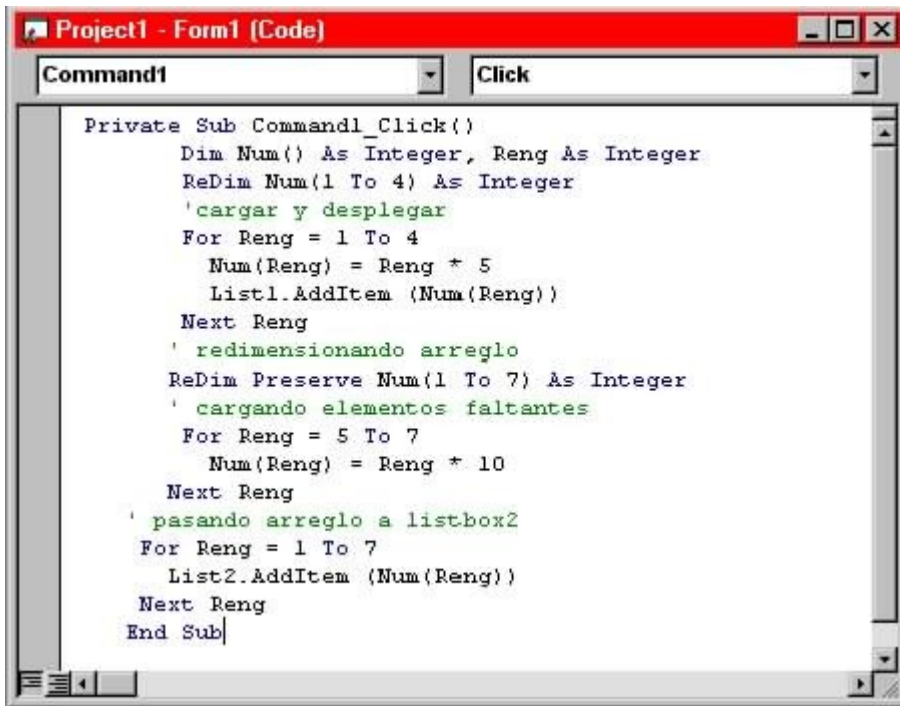 Project1 - Form1 (Code)
Command1 Click
Private Sub Command1_Click()
Dim Num() As Integer, Reng As Integer
ReDim Num(1 To 4) As Integer
'cargar y desplegar
For Reng = 1 To 4
Num(Reng) = Reng * 5
List1.AddItem (Num(Reng))
Next Reng
' redimensionando arreglo
ReDim Preserve Num(1 To 7) As Integer
' cargando elementos faltantes
For Reng = 5 To 7
Num(Reng) = Reng * 10
Next Reng
' pasando arreglo a listbox2
For Reng = 1 To 7
List2.AddItem (Num(Reng))
Next Reng
End Sub